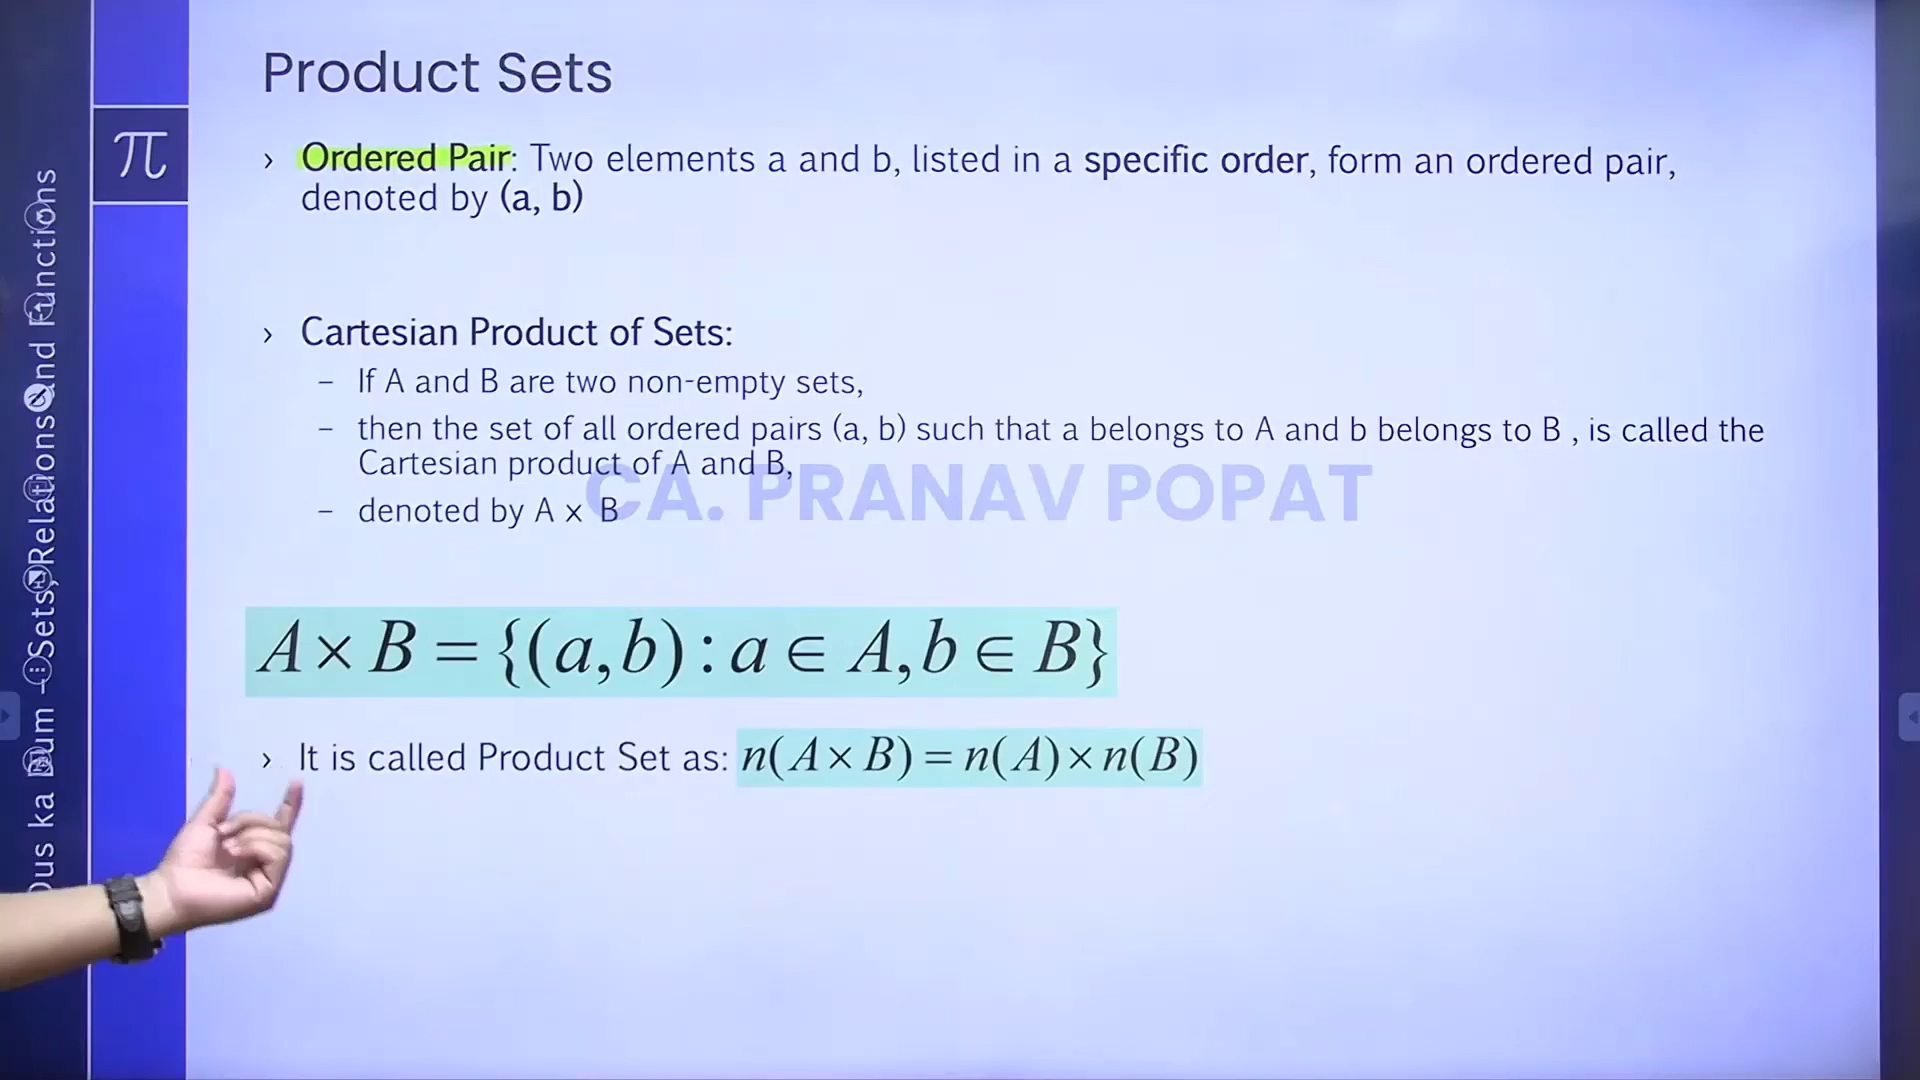 Product Sets
π
› Ordered Pair: Two elements a and b, listed in a specific order, form an ordered pair,
denoted by (a, b)
› Cartesian Product of Sets:
– If A and B are two non-empty sets,
– then the set of all ordered pairs (a, b) such that a belongs to A and b belongs to B , is called the
Cartesian product of A and B,
– denoted by A × B
CA. PRANAV POPAT
A × B = {(a,b) : a ∈ A, b ∈ B}
› It is called Product Set as: n(A × B) = n(A) × n(B)
ka Dum – Sets, Relations and Functions